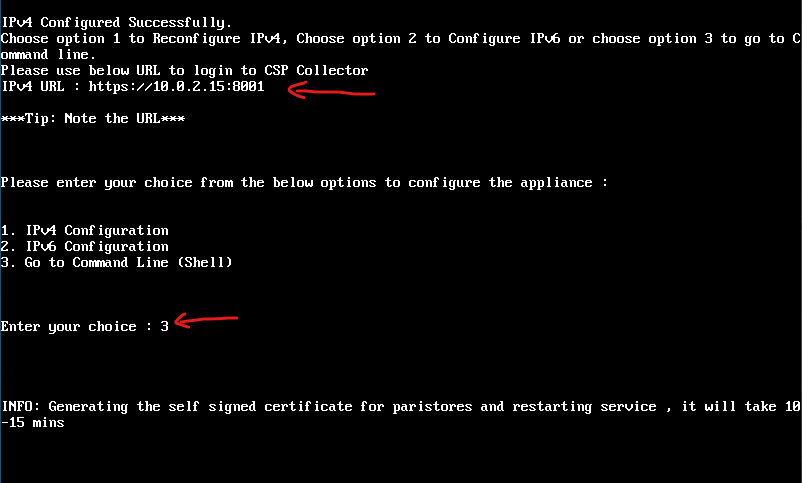 IPv4 Configured Successfully.
Choose option 1 to Reconfigure IPv4, Choose option 2 to Configure IPv6 or choose option 3 to go to C
ommand line.
Please use below URL to login to CSP Collector
IPv4 URL : https://10.0.2.15:8001
***Tip: Note the URL***
Please enter your choice from the below options to configure the appliance :
1. IPv4 Configuration
2. IPv6 Configuration
3. Go to Command Line (Shell)
Enter your choice : 3
INFO: Generating the self signed certificate for paristores and restarting service , it will take 10
-15 mins